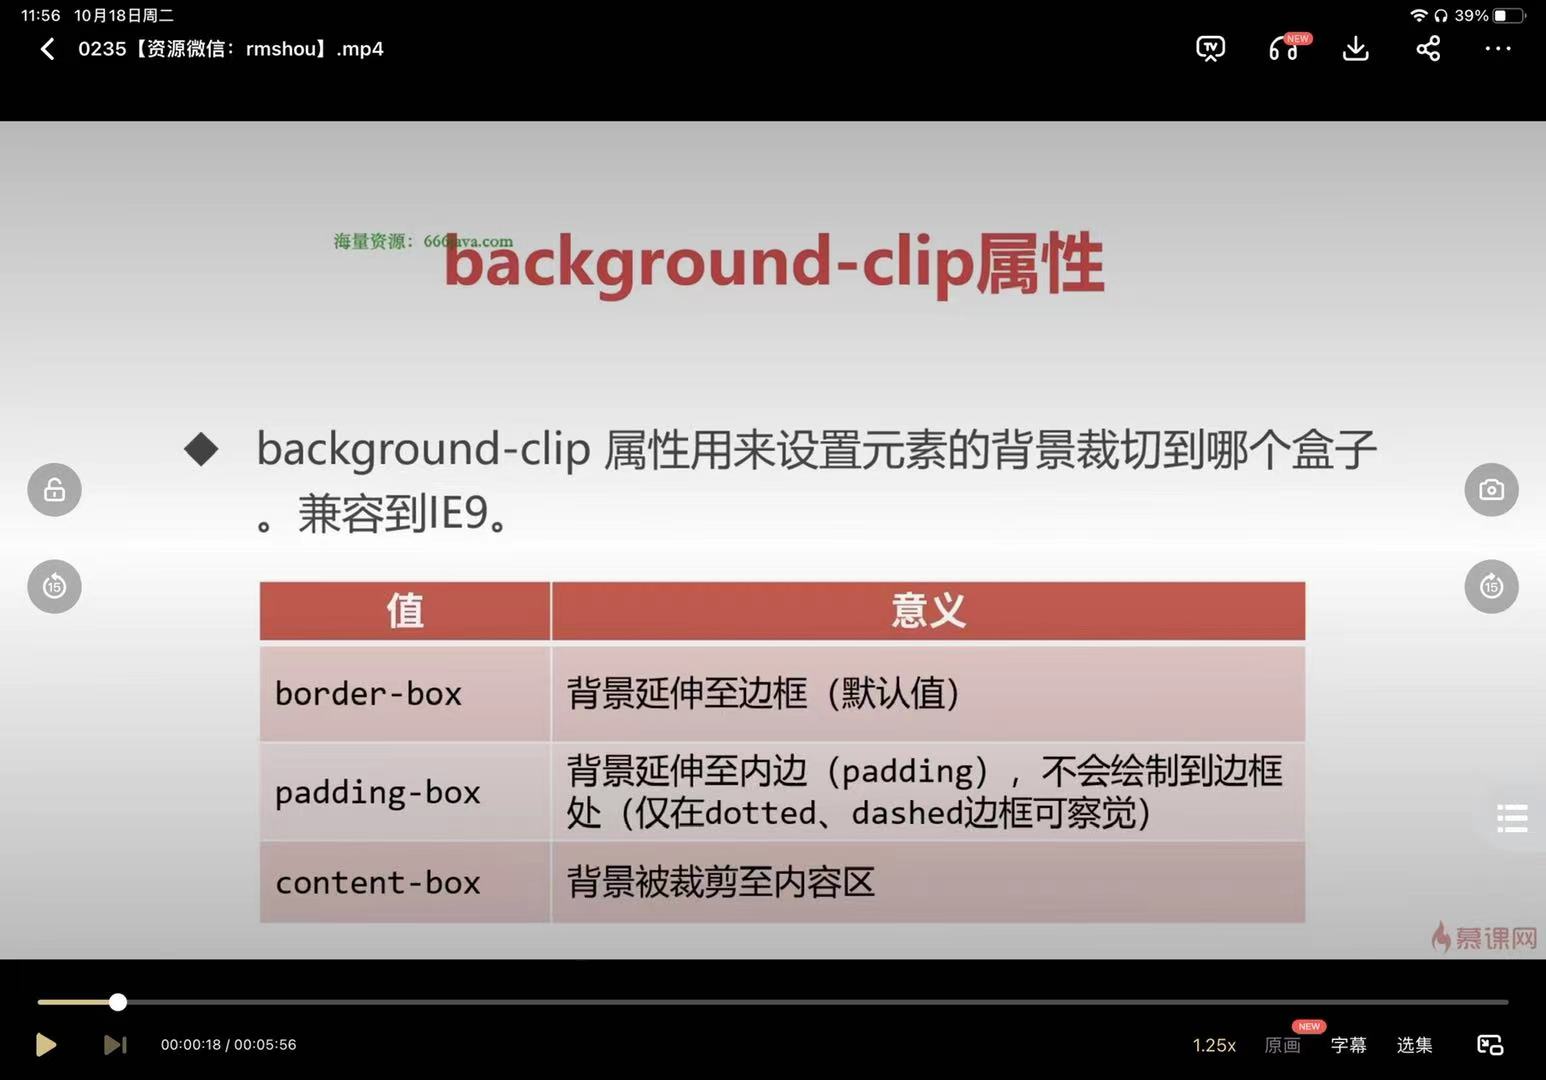 11:56 10月18日周二
39%
0235【资源微信：rmshou】.mp4
NEW
海量资源：666java.com
background-clip属性
background-clip 属性用来设置元素的背景裁切到哪个盒子
。兼容到IE9。
15
15
值 意义
border-box 背景延伸至边框（默认值）
padding-box 背景延伸至内边（padding），不会绘制到边框
处（仅在dotted、dashed边框可察觉）
content-box 背景被裁剪至内容区
慕课网
00:00:18 / 00:05:56
1.25x 原画 NEW 字幕 选集